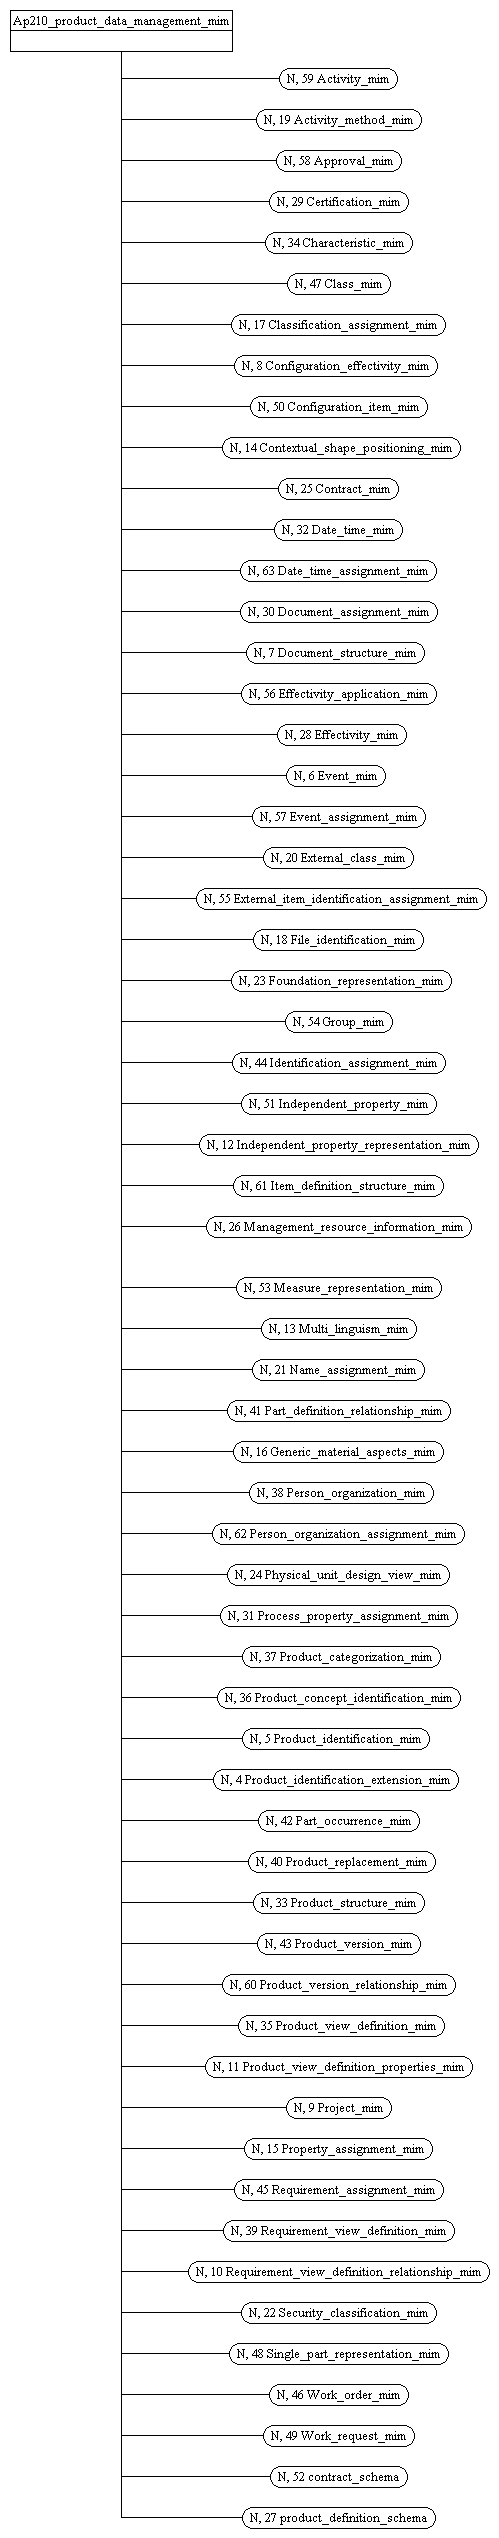 Ap210_product_data_management_mim
N, 59 Activity_mim
N, 19 Activity_method_mim
N, 58 Approval_mim
N, 29 Certification_mim
N, 34 Characteristic_mim
N, 47 Class_mim
N, 17 Classification_assignment_mim
N, 8 Configuration_effectivity_mim
N, 50 Configuration_item_mim
N, 14 Contextual_shape_positioning_mim
N, 25 Contract_mim
N, 32 Date_time_mim
N, 63 Date_time_assignment_mim
N, 30 Document_assignment_mim
N, 7 Document_structure_mim
N, 56 Effectivity_application_mim
N, 28 Effectivity_mim
N, 6 Event_mim
N, 57 Event_assignment_mim
N, 20 External_class_mim
N, 55 External_item_identification_assignment_mim
N, 18 File_identification_mim
N, 23 Foundation_representation_mim
N, 54 Group_mim
N, 44 Identification_assignment_mim
N, 51 Independent_property_mim
N, 12 Independent_property_representation_mim
N, 61 Item_definition_structure_mim
N, 26 Management_resource_information_mim
N, 53 Measure_representation_mim
N, 13 Multi_linguism_mim
N, 21 Name_assignment_mim
N, 41 Part_definition_relationship_mim
N, 16 Generic_material_aspects_mim
N, 38 Person_organization_mim
N, 62 Person_organization_assignment_mim
N, 24 Physical_unit_design_view_mim
N, 31 Process_property_assignment_mim
N, 37 Product_categorization_mim
N, 36 Product_concept_identification_mim
N, 5 Product_identification_mim
N, 4 Product_identification_extension_mim
N, 42 Part_occurrence_mim
N, 40 Product_replacement_mim
N, 33 Product_structure_mim
N, 43 Product_version_mim
N, 60 Product_version_relationship_mim
N, 35 Product_view_definition_mim
N, 11 Product_view_definition_properties_mim
N, 9 Project_mim
N, 15 Property_assignment_mim
N, 45 Requirement_assignment_mim
N, 39 Requirement_view_definition_mim
N, 10 Requirement_view_definition_relationship_mim
N, 22 Security_classification_mim
N, 48 Single_part_representation_mim
N, 46 Work_order_mim
N, 49 Work_request_mim
N, 52 contract_schema
N, 27 product_definition_schema